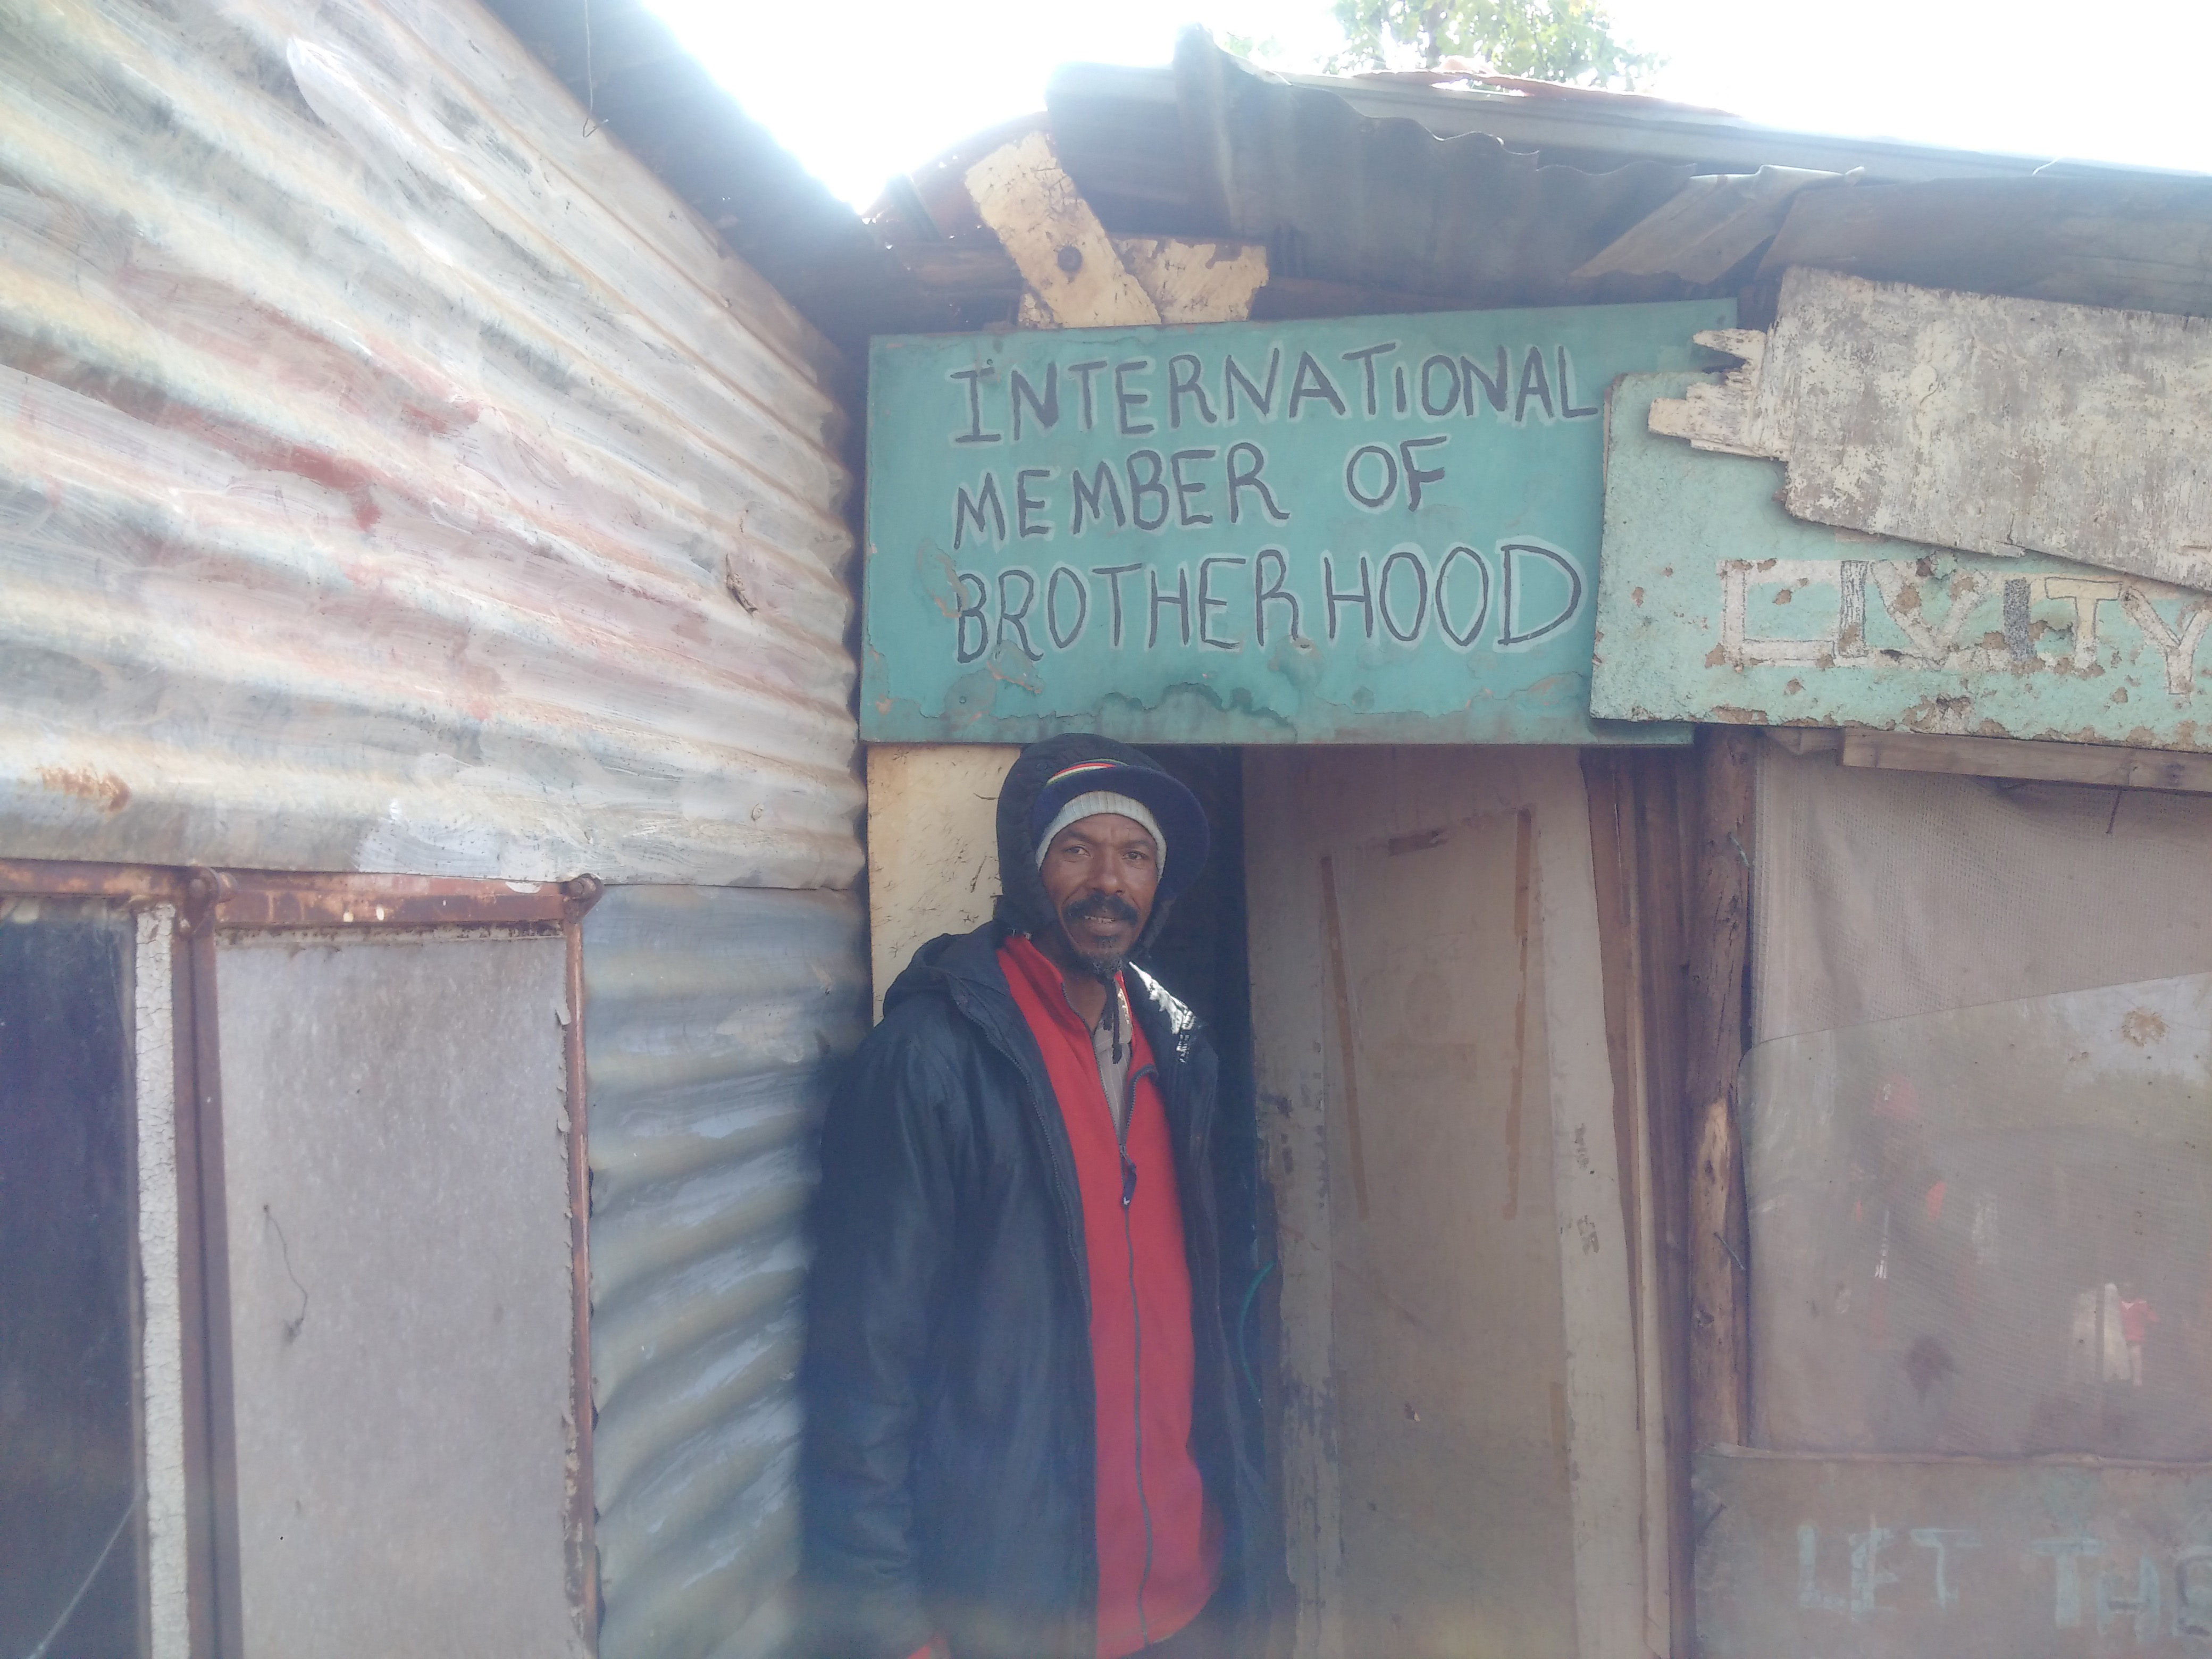 INTERNATIONAL
MEMBER OF
BROTHERHOOD
LIVITY
LET THE